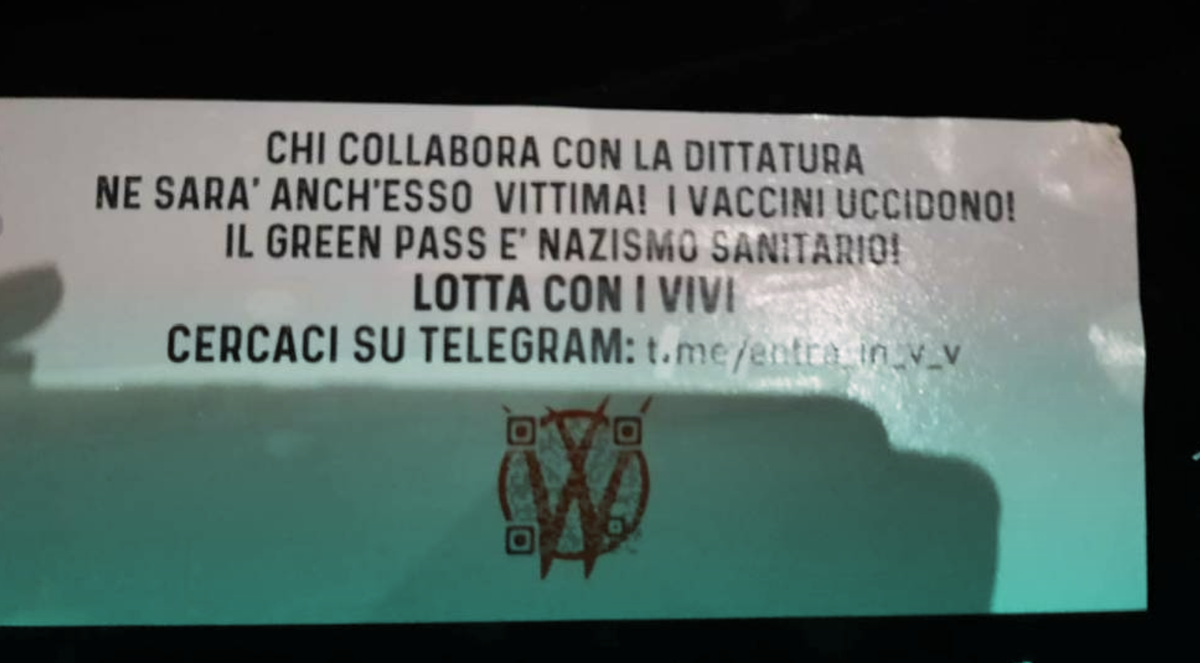 CHI COLLABORA CON LA DITTATURA
NE SARA' ANCH'ESSO VITTIMA! I VACCINI UCCIDONO!
IL GREEN PASS E' NAZISMO SANITARIO!
LOTTA CON I VIVI
CERCACI SU TELEGRAM: t.me/entra_in_v_v